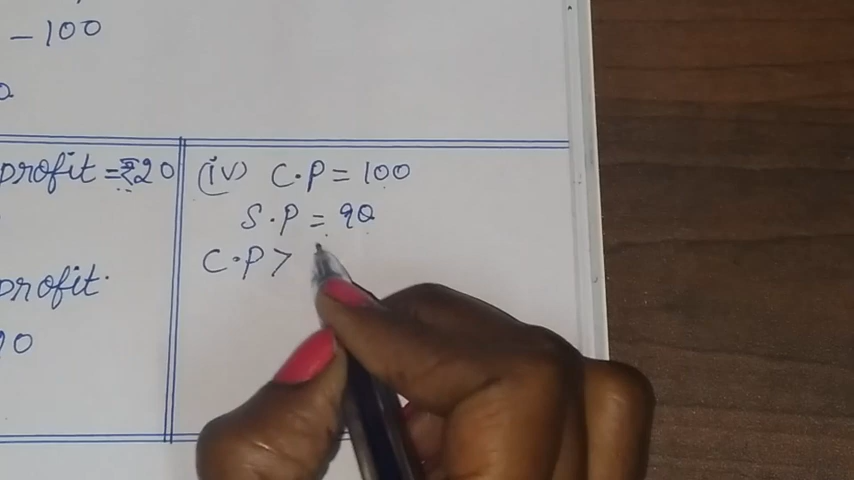 - 100
profit = ₹20
profit.
(iv) C.P = 100
S.P = 90
C.P >